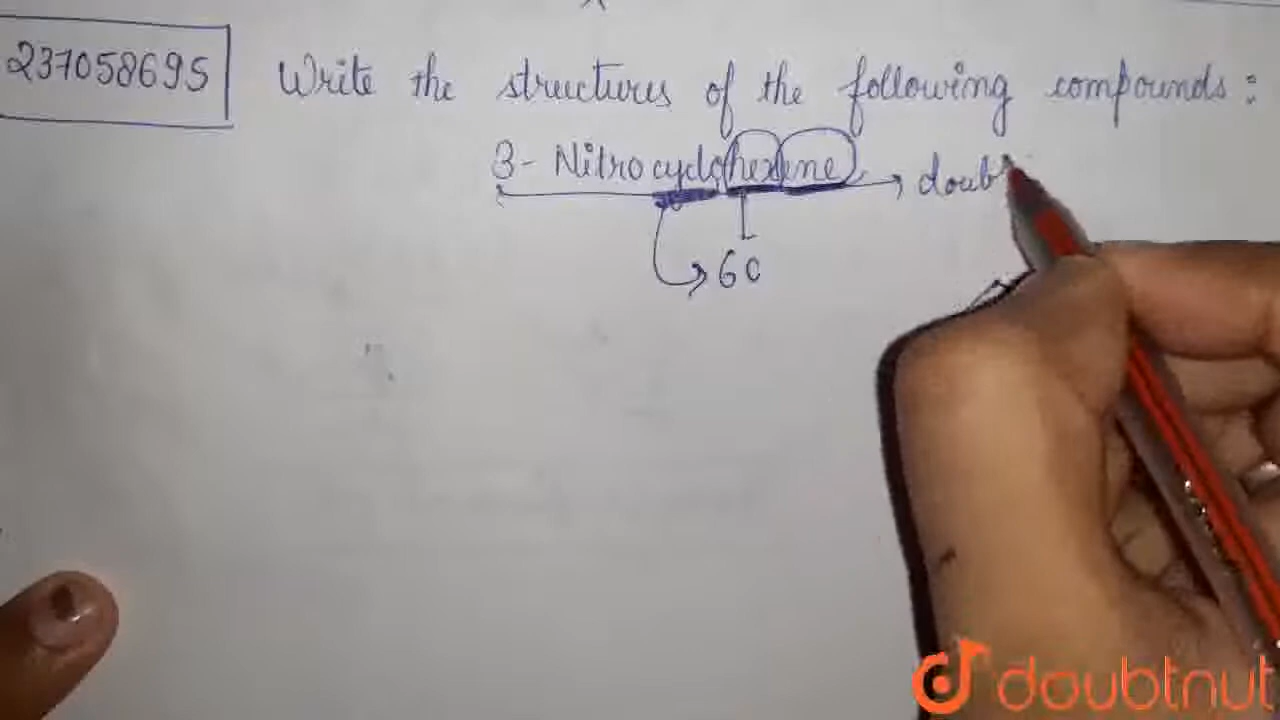 237058695
Write the structures of the following compounds:
3- Nitrocyclohexene
doub
6C
doubtnut